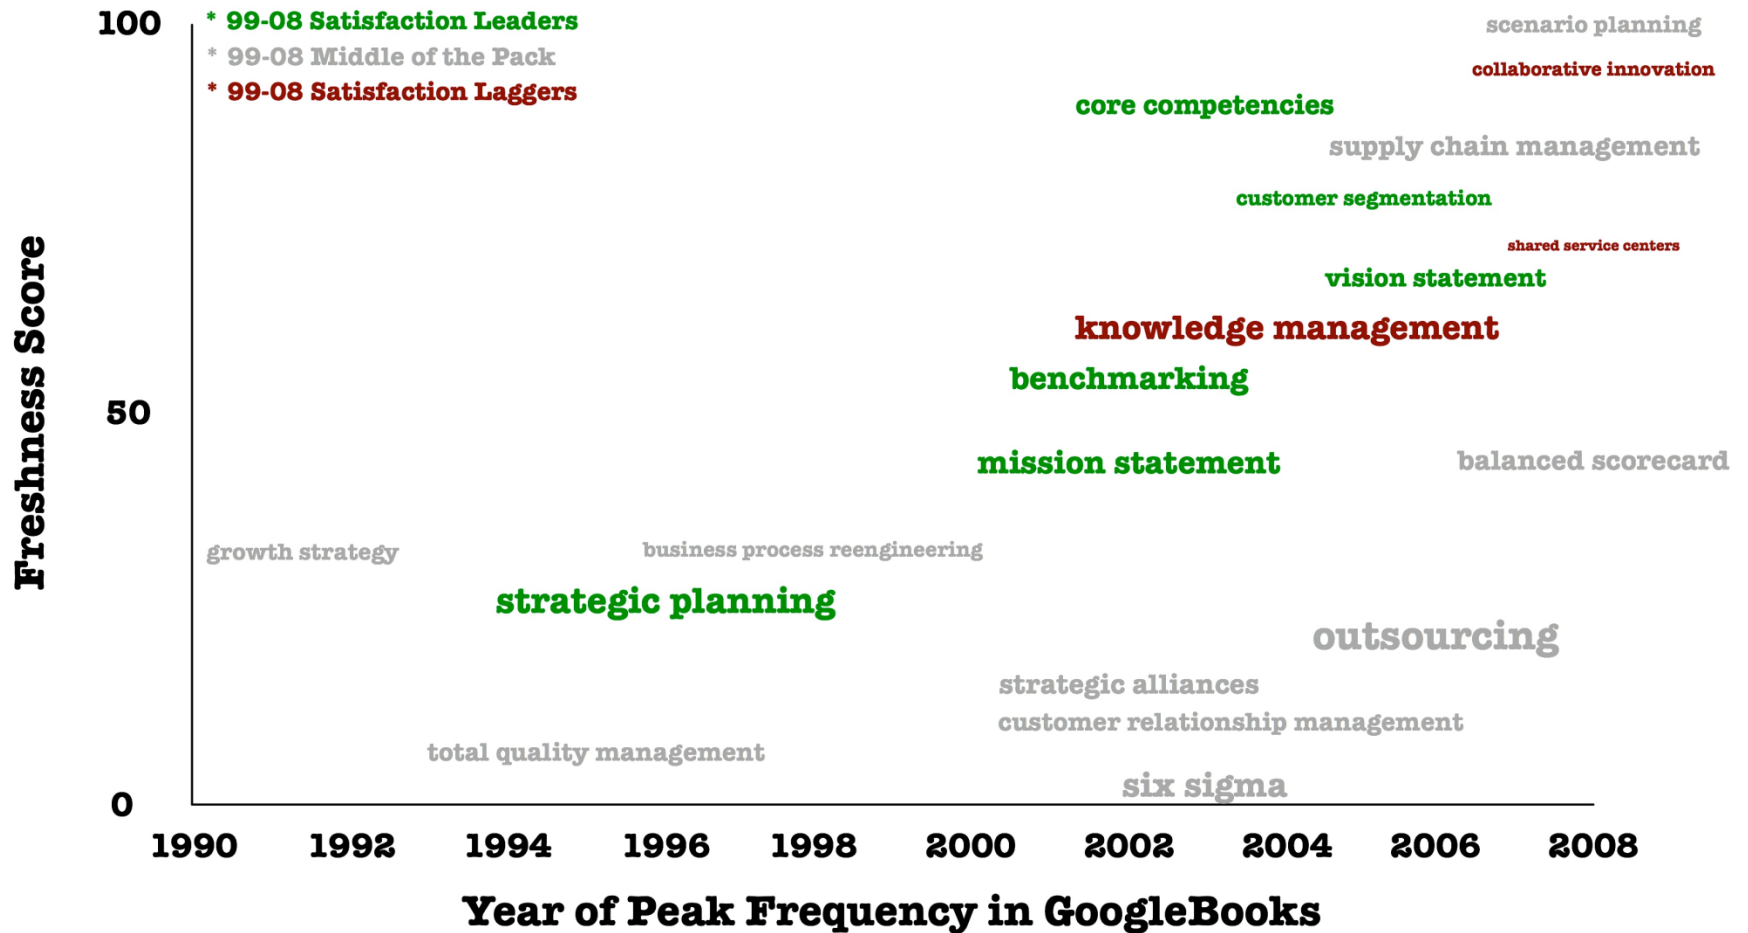 100
* 99-08 Satisfaction Leaders
* 99-08 Middle of the Pack
* 99-08 Satisfaction Laggers
scenario planning
collaborative innovation
core competencies
supply chain management
customer segmentation
shared service centers
vision statement
knowledge management
benchmarking
50
mission statement
balanced scorecard
growth strategy
business process reengineering
strategic planning
outsourcing
strategic alliances
customer relationship management
total quality management
six sigma
0
Freshness Score
1990 1992 1994 1996 1998 2000 2002 2004 2006 2008
Year of Peak Frequency in GoogleBooks